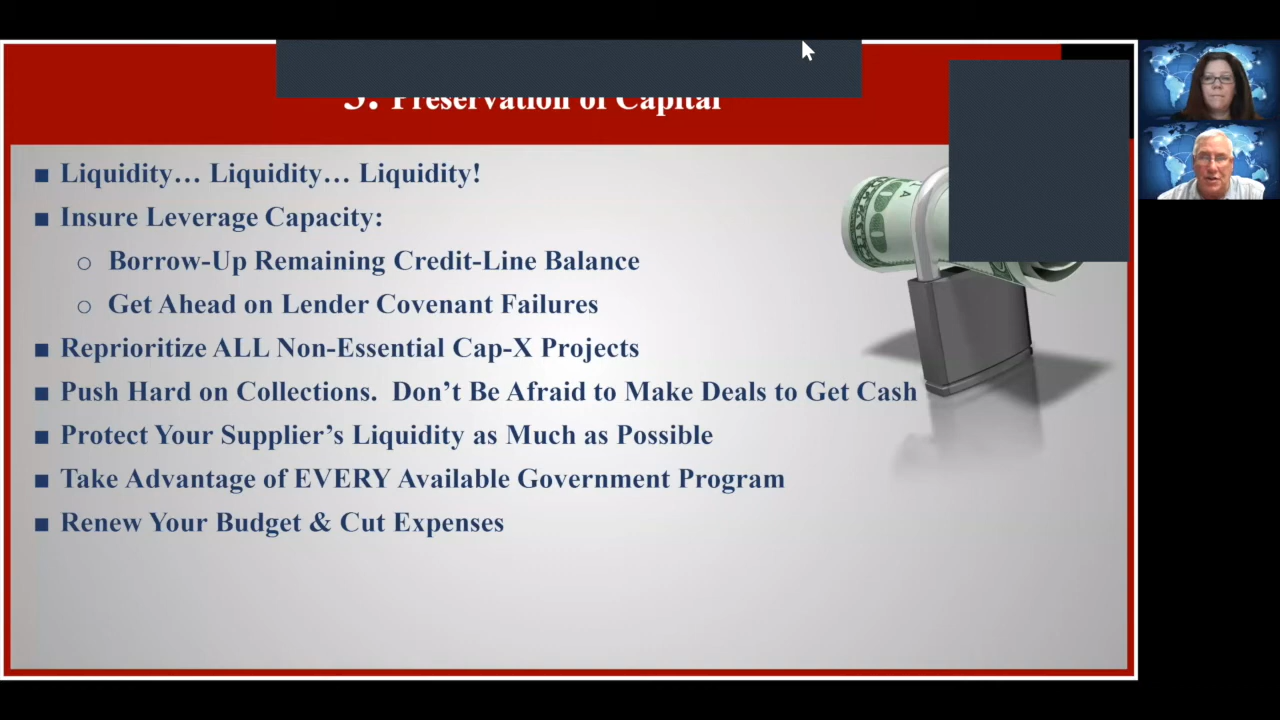 Preservation of Capital
■ Liquidity… Liquidity… Liquidity!
■ Insure Leverage Capacity:
o Borrow-Up Remaining Credit-Line Balance
o Get Ahead on Lender Covenant Failures
■ Reprioritize ALL Non-Essential Cap-X Projects
■ Push Hard on Collections.  Don’t Be Afraid to Make Deals to Get Cash
■ Protect Your Supplier’s Liquidity as Much as Possible
■ Take Advantage of EVERY Available Government Program
■ Renew Your Budget & Cut Expenses